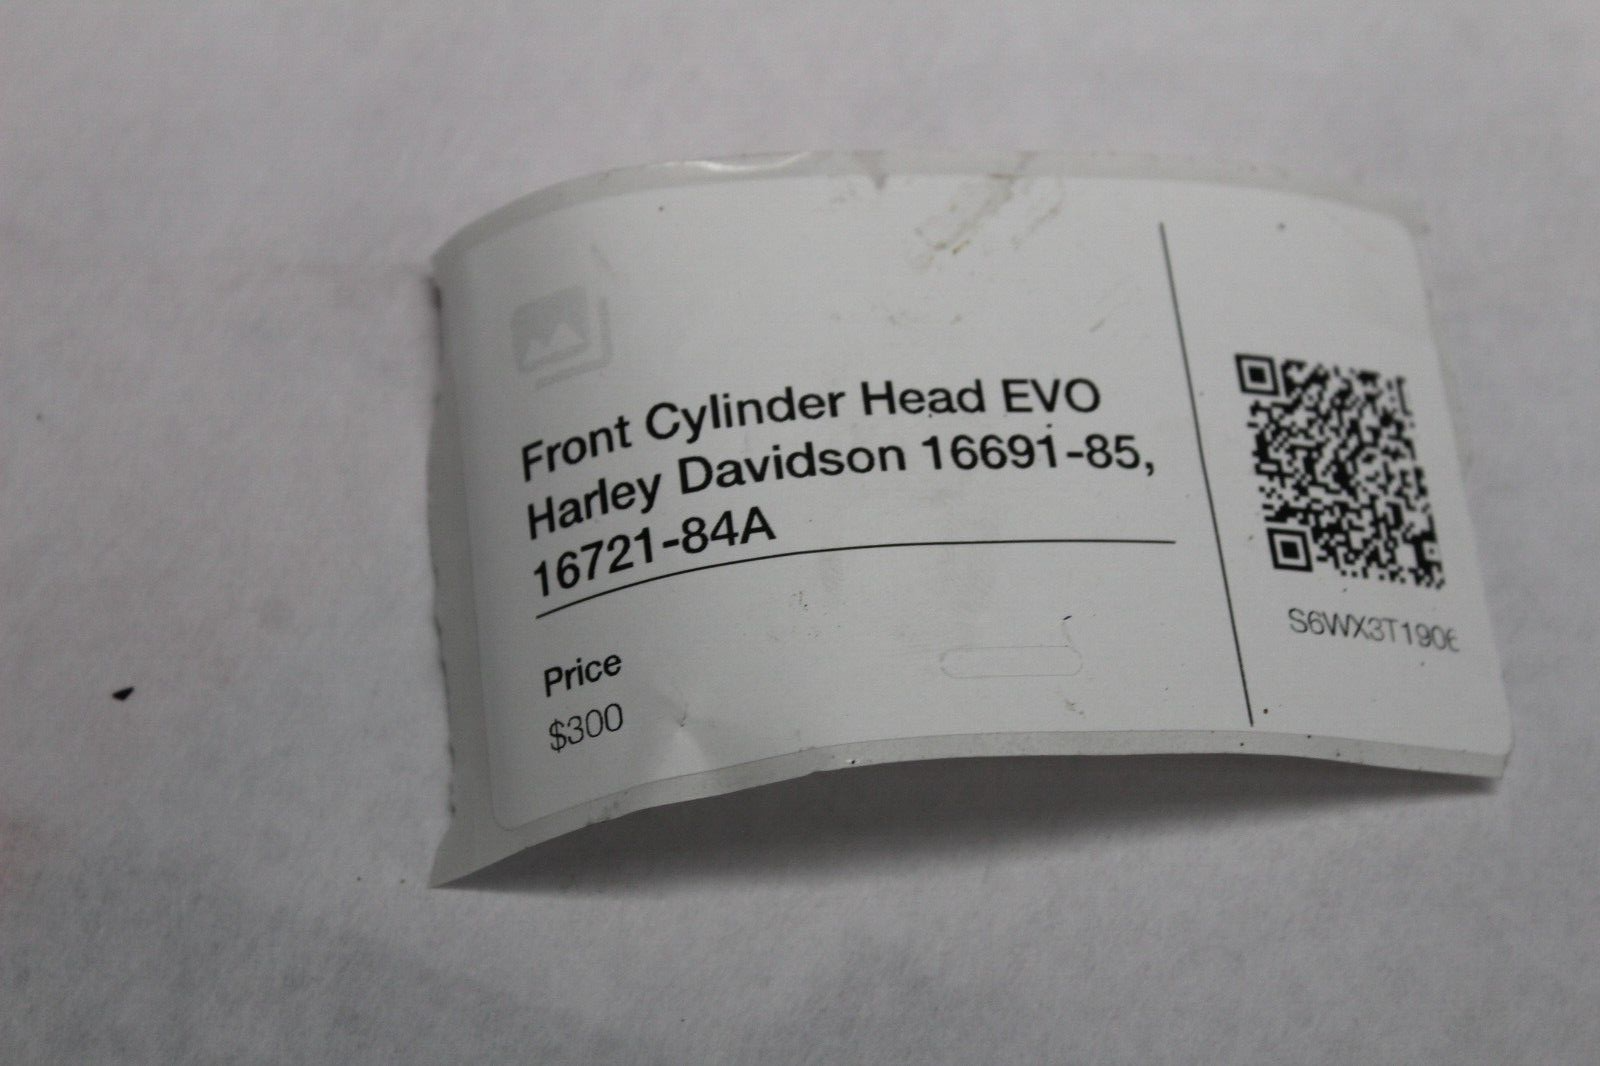 Front Cylinder Head EVO
Harley Davidson 16691-85,
16721-84A
Price
$300
S6WX3T1906